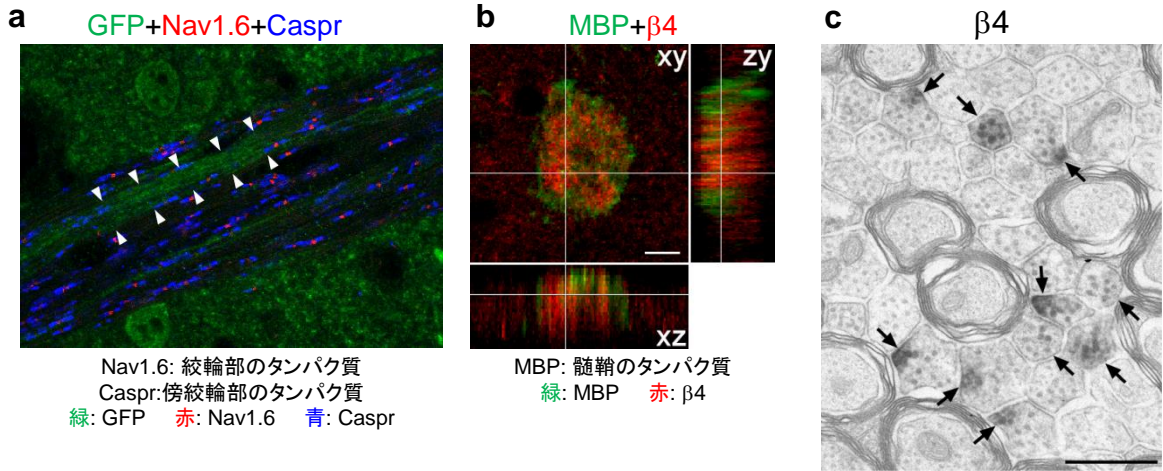 a
GFP+Nav1.6+Caspr
Nav1.6: 絞輪部のタンパク質
Caspr:傍絞輪部のタンパク質
緑: GFP 赤: Nav1.6 青: Caspr
b
MBP+β4
xy
zy
xz
MBP: 髄鞘のタンパク質
緑: MBP 赤: β4
c
β4